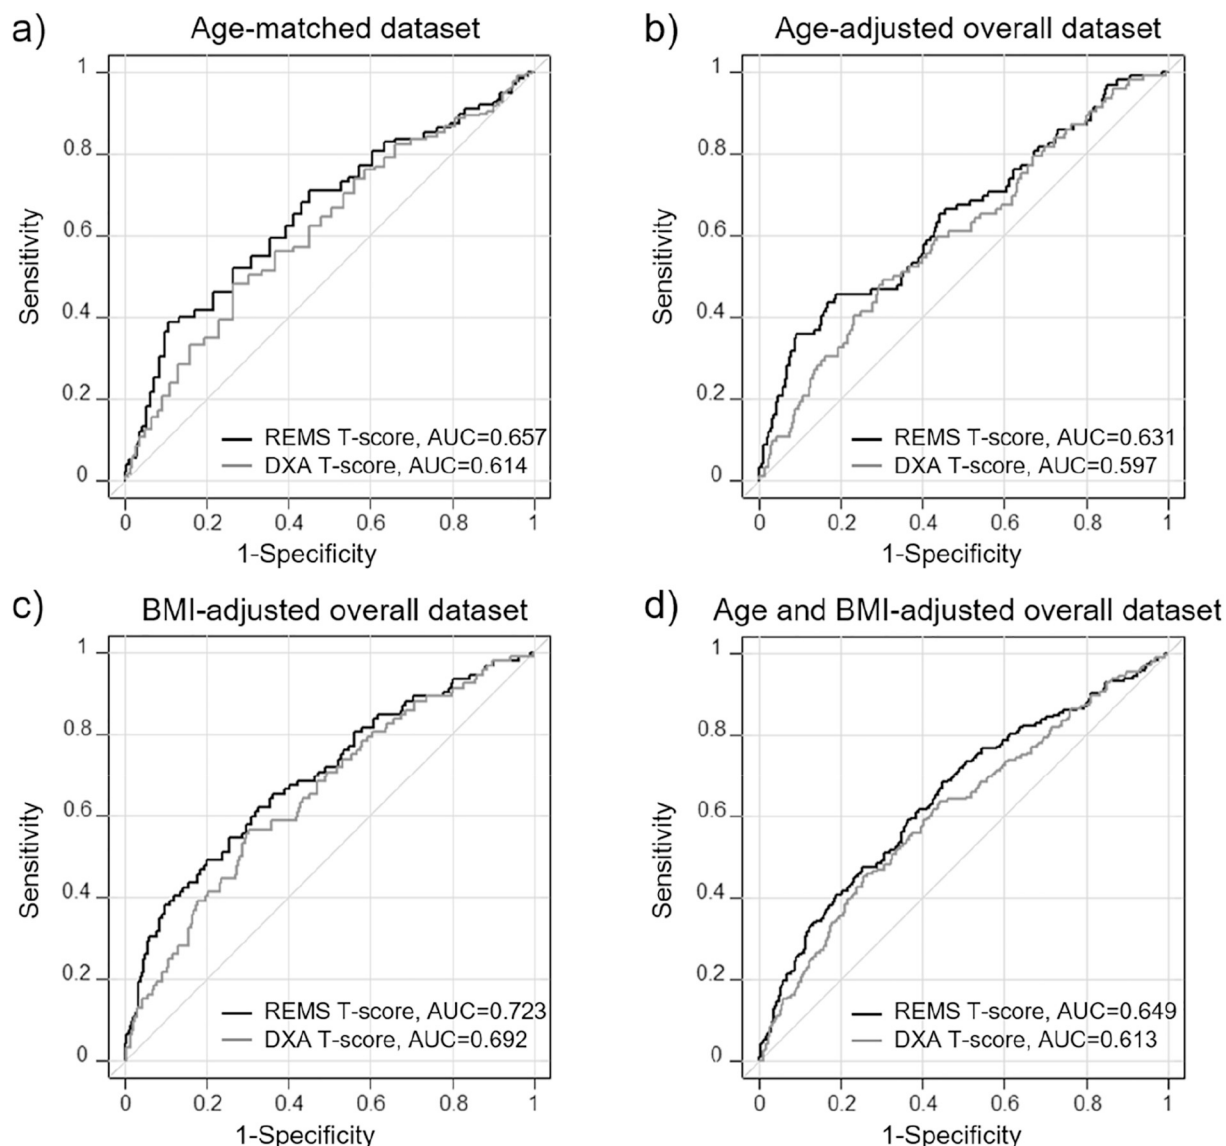 a) Age-matched dataset
1
0.8
0.6
0.4
0.2
0
Sensitivity
REMS T-score, AUC=0.657
DXA T-score, AUC=0.614
0 0.2 0.4 0.6 0.8 1
1-Specificity
b) Age-adjusted overall dataset
1
0.8
0.6
0.4
0.2
0
Sensitivity
REMS T-score, AUC=0.631
DXA T-score, AUC=0.597
0 0.2 0.4 0.6 0.8 1
1-Specificity
c) BMI-adjusted overall dataset
1
0.8
0.6
0.4
0.2
0
Sensitivity
REMS T-score, AUC=0.723
DXA T-score, AUC=0.692
0 0.2 0.4 0.6 0.8 1
1-Specificity
d) Age and BMI-adjusted overall dataset
1
0.8
0.6
0.4
0.2
0
Sensitivity
REMS T-score, AUC=0.649
DXA T-score, AUC=0.613
0 0.2 0.4 0.6 0.8 1
1-Specificity